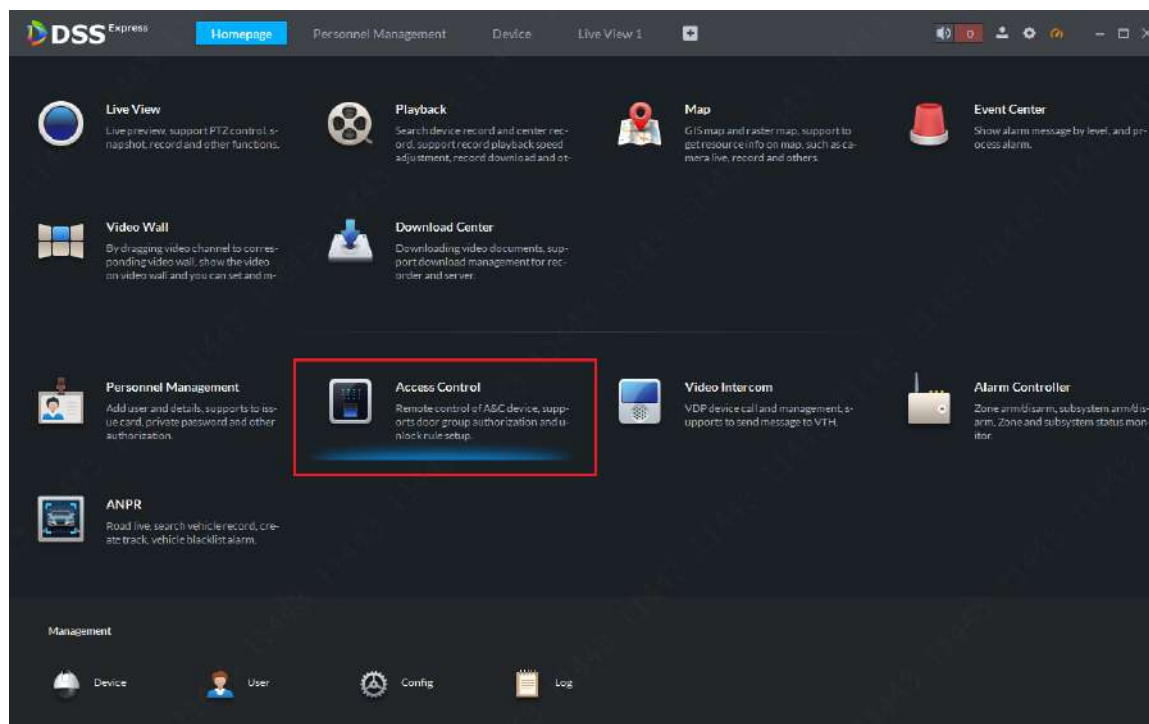 DSS Express
Homepage
Personnel Management
Device
Live View 1
0
Live View
Live preview, support PTZ control, s-
napshot, record and other functions.
Playback
Search device record and center rec-
ord, support record playback speed
adjustment, record download and ot-
Map
GIS map and raster map, support to
get resource info on map, such as ca-
mera live, record and others.
Event Center
Show alarm message by level, and pr-
ocess alarm.
Video Wall
By dragging video channel to corres-
ponding video wall, show the video
on video wall and you can set and m-
Download Center
Downloading video documents, sup-
port download management for rec-
order and server.
Personnel Management
Add user and details, supports to iss-
ue card, private password and other
authorization.
Access Control
Remote control of A&C device, supp-
orts door group authorization and u-
nlock rule setup.
Video Intercom
VDP device call and management, s-
upports to send message to VTH.
Alarm Controller
Zone arm/disarm, subsystem arm/dis-
arm, Zone and subsystem status mon-
itor.
ANPR
Road live, search vehicle record, cre-
ate track, vehicle blacklist alarm.
Management
Device
User
Config
Log